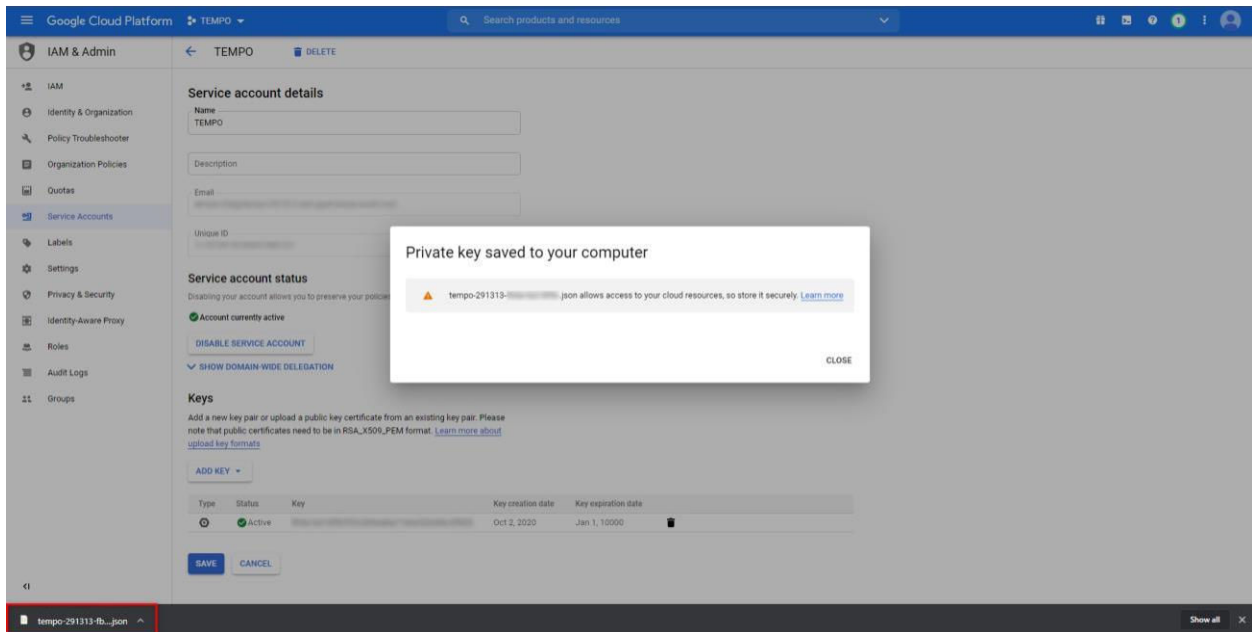 Google Cloud Platform TEMPO Search products and resources 1
IAM & Admin TEMPO DELETE
IAM
Identity & Organization
Policy Troubleshooter
Organization Policies
Quotas
Service Accounts
Labels
Settings
Privacy & Security
Identity-Aware Proxy
Roles
Audit Logs
Groups
Service account details
Name
TEMPO
Description
Email
Unique ID
Service account status
Disabling your account allows you to preserve your policies
Account currently active
DISABLE SERVICE ACCOUNT
SHOW DOMAIN-WIDE DELEGATION
Keys
Add a new key pair or upload a public key certificate from an existing key pair. Please
note that public certificates need to be in RSA_X509_PEM format. Learn more about
upload key formats
ADD KEY
Type Status Key Key creation date Key expiration date
Active Oct 2, 2020 Jan 1, 10000
SAVE CANCEL
Private key saved to your computer
tempo-291313- .json allows access to your cloud resources, so store it securely. Learn more
CLOSE
tempo-291313-fb...json Show all